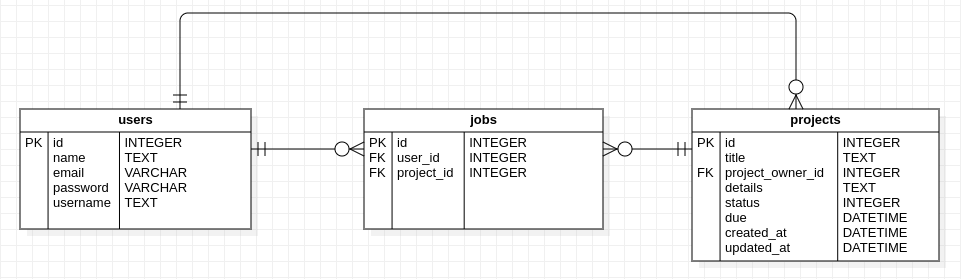 users
PK id INTEGER
name TEXT
email VARCHAR
password VARCHAR
username TEXT
jobs
PK id INTEGER
FK user_id INTEGER
FK project_id INTEGER
projects
PK id INTEGER
title TEXT
FK project_owner_id INTEGER
details TEXT
status INTEGER
due DATETIME
created_at DATETIME
updated_at DATETIME